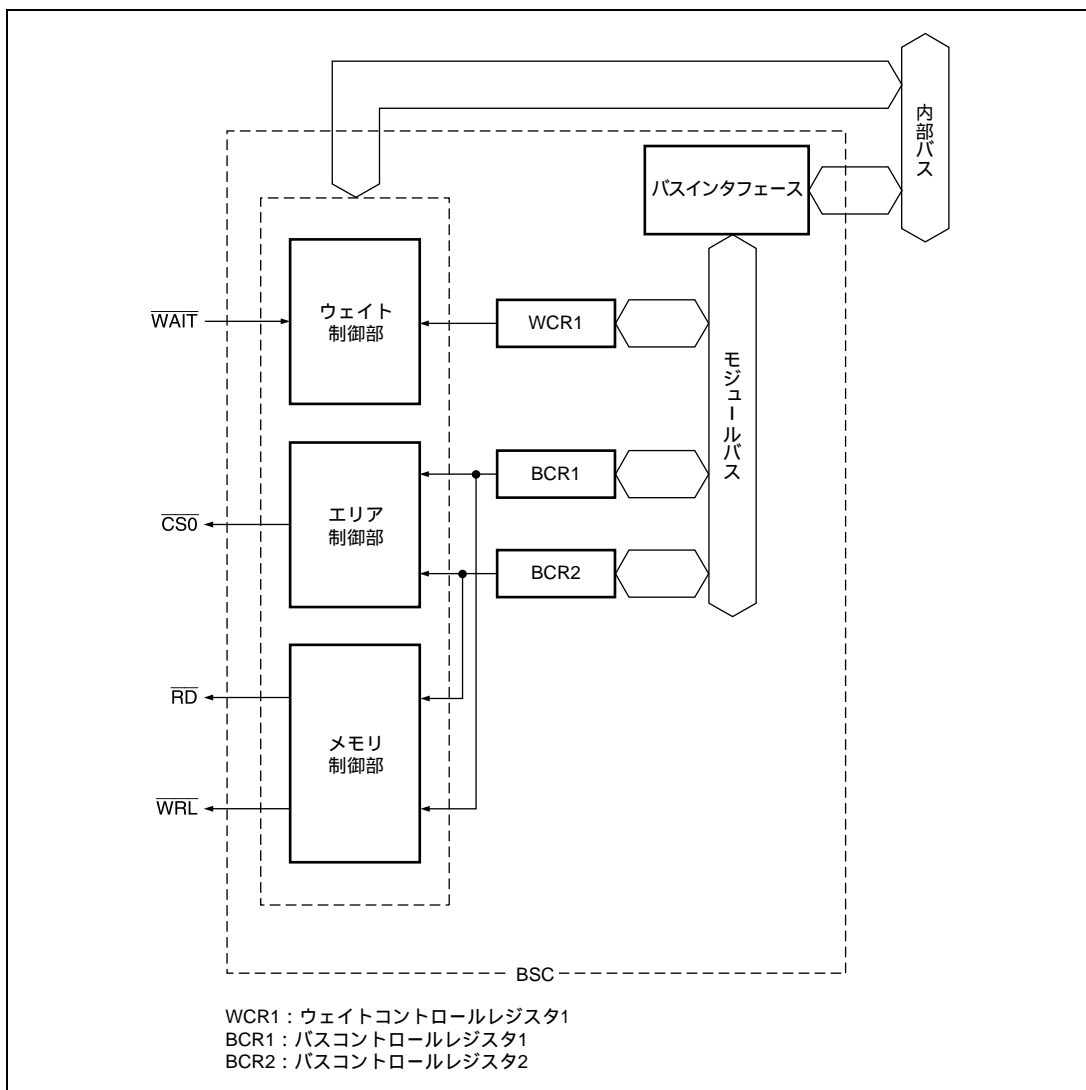 内部バス
バスインタフェース
ウェイト
制御部
WAIT
WCR1
モジュールバス
BCR1
エリア
制御部
CS0
BCR2
RD
メモリ
制御部
WRL
BSC
WCR1：ウェイトコントロールレジスタ1
BCR1：バスコントロールレジスタ1
BCR2：バスコントロールレジスタ2